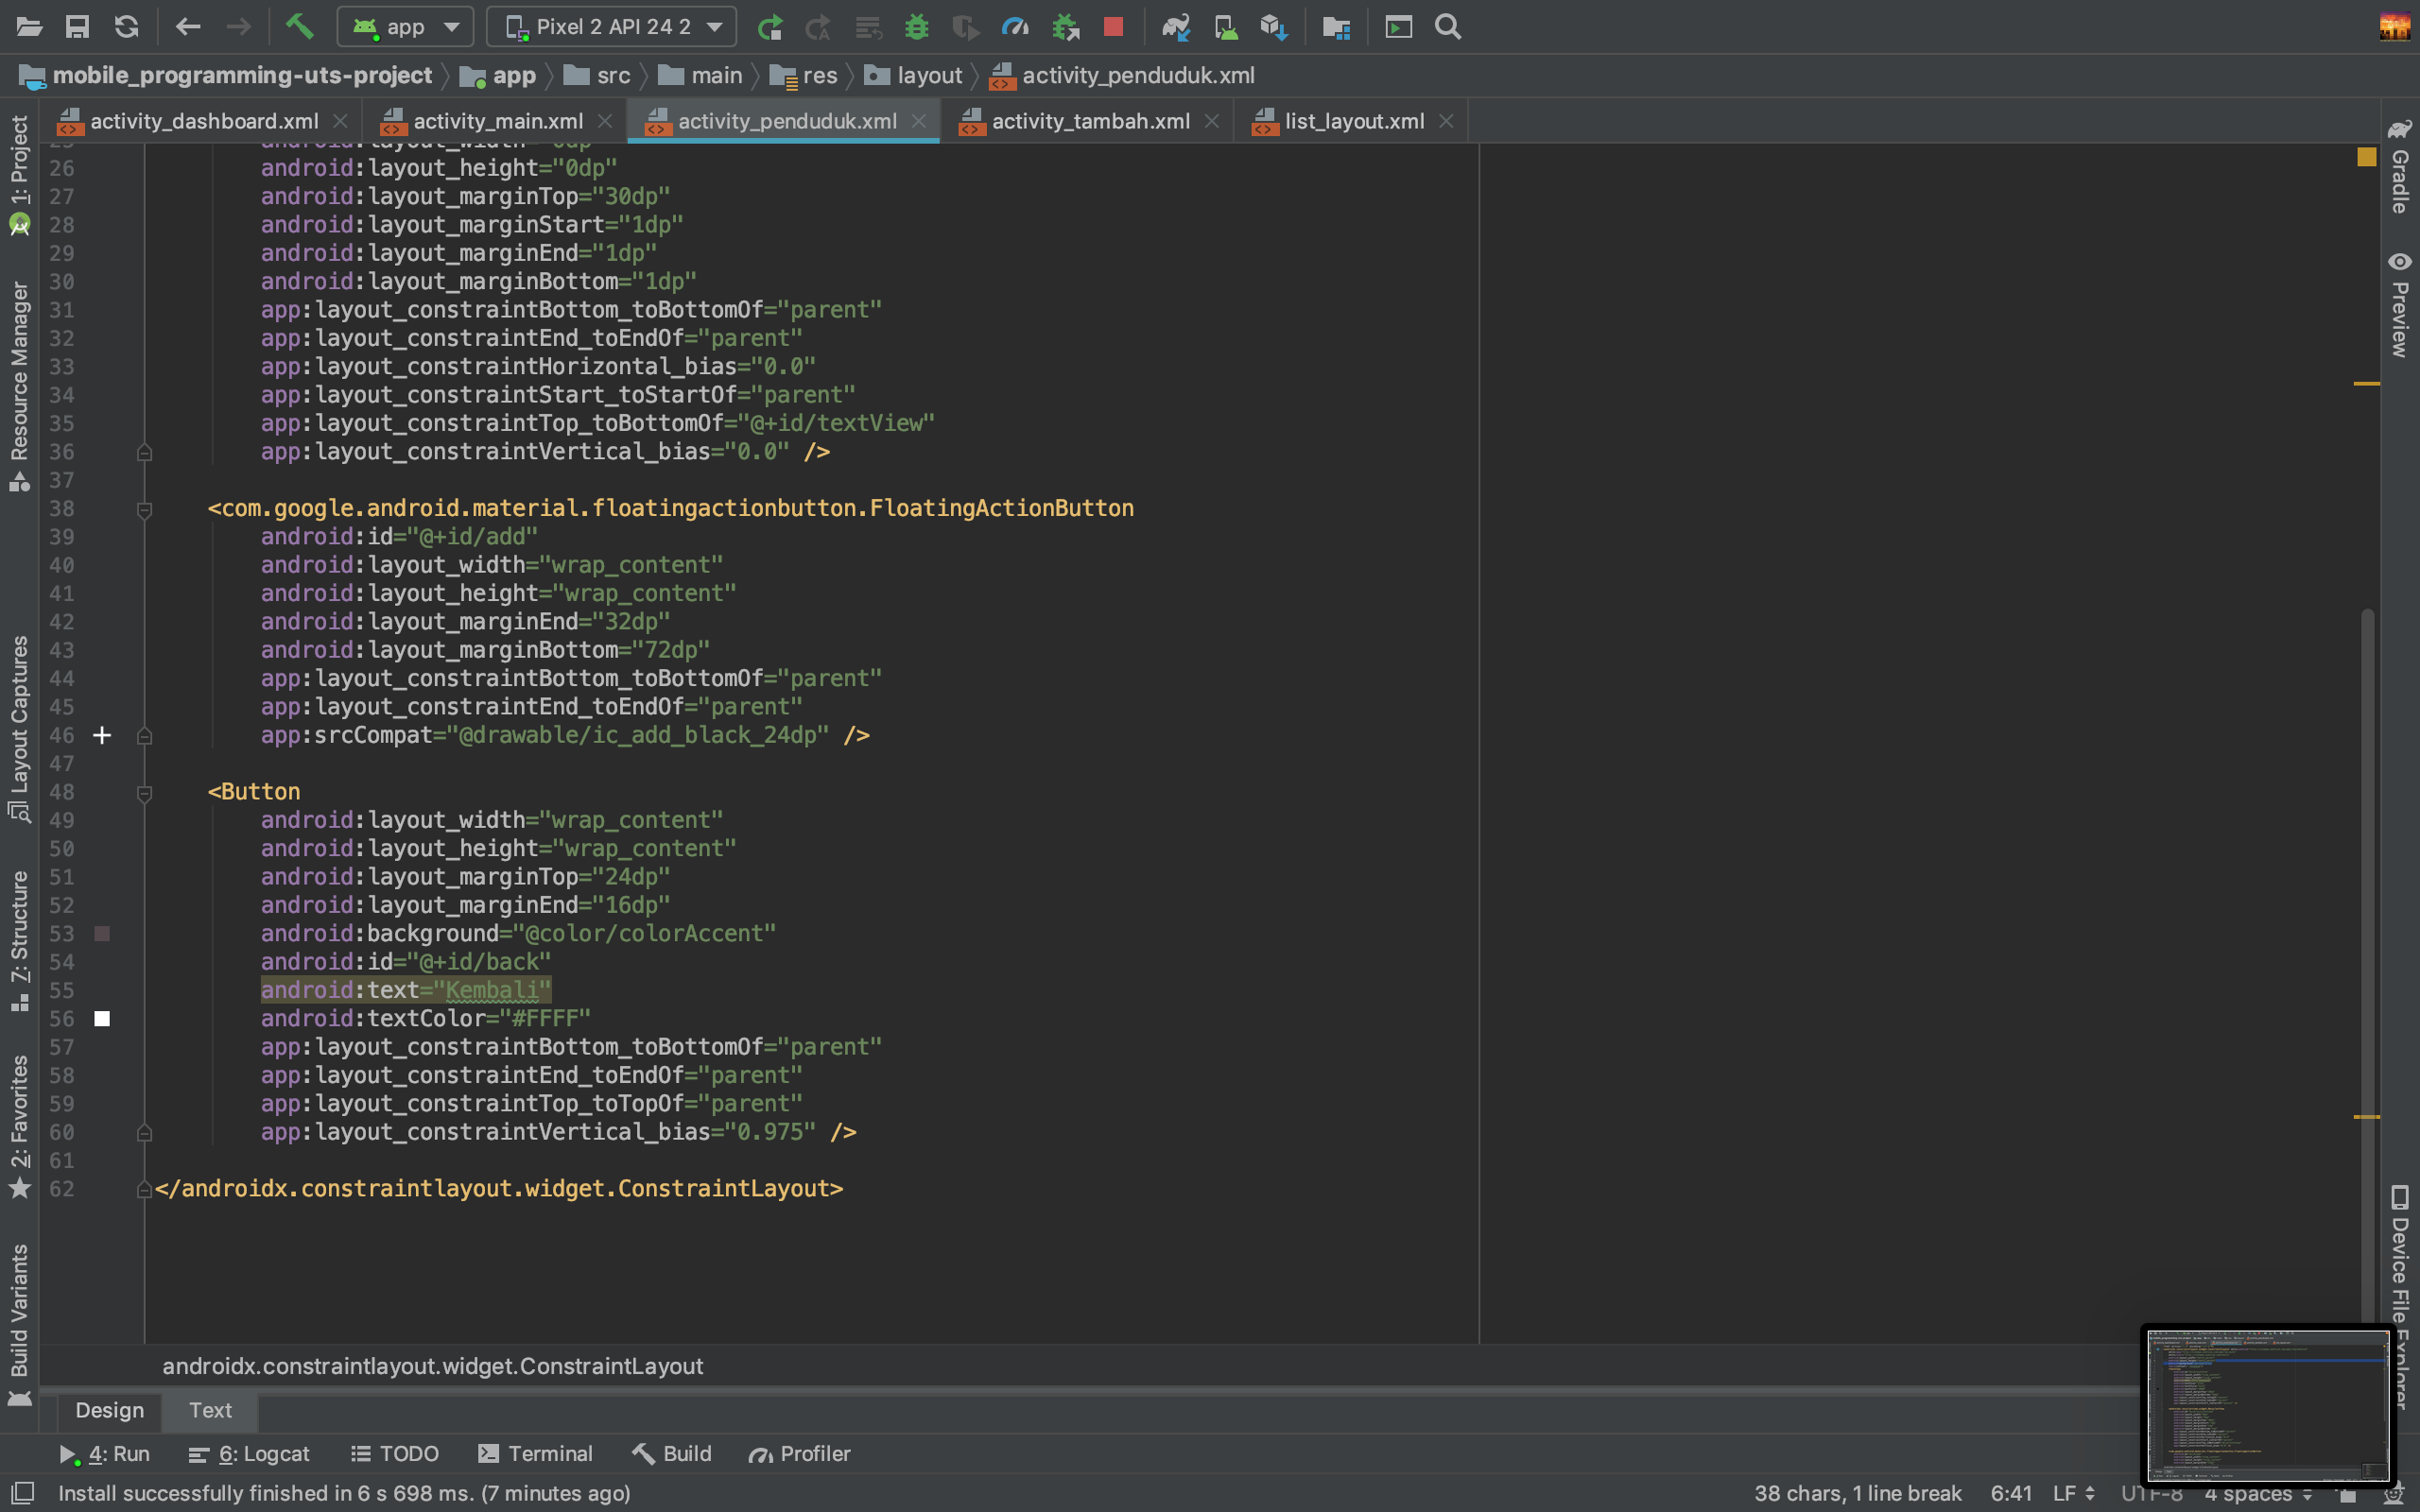 app
Pixel 2 API 24 2
mobile_programming-uts-project app src main res layout activity_penduduk.xml
activity_dashboard.xml activity_main.xml activity_penduduk.xml activity_tambah.xml list_layout.xml
1: Project
Resource Manager
Layout Captures
7: Structure
2: Favorites
Build Variants
26 android:layout_height="0dp"
27 android:layout_marginTop="30dp"
28 android:layout_marginStart="1dp"
29 android:layout_marginEnd="1dp"
30 android:layout_marginBottom="1dp"
31 app:layout_constraintBottom_toBottomOf="parent"
32 app:layout_constraintEnd_toEndOf="parent"
33 app:layout_constraintHorizontal_bias="0.0"
34 app:layout_constraintStart_toStartOf="parent"
35 app:layout_constraintTop_toBottomOf="@+id/textView"
36 app:layout_constraintVertical_bias="0.0" />
37
38 <com.google.android.material.floatingactionbutton.FloatingActionButton
39 android:id="@+id/add"
40 android:layout_width="wrap_content"
41 android:layout_height="wrap_content"
42 android:layout_marginEnd="32dp"
43 android:layout_marginBottom="72dp"
44 app:layout_constraintBottom_toBottomOf="parent"
45 app:layout_constraintEnd_toEndOf="parent"
46 app:srcCompat="@drawable/ic_add_black_24dp" />
47
48 <Button
49 android:layout_width="wrap_content"
50 android:layout_height="wrap_content"
51 android:layout_marginTop="24dp"
52 android:layout_marginEnd="16dp"
53 android:background="@color/colorAccent"
54 android:id="@+id/back"
55 android:text="Kembali"
56 android:textColor="#FFFF"
57 app:layout_constraintBottom_toBottomOf="parent"
58 app:layout_constraintEnd_toEndOf="parent"
59 app:layout_constraintTop_toTopOf="parent"
60 app:layout_constraintVertical_bias="0.975" />
61
62 </androidx.constraintlayout.widget.ConstraintLayout>
Gradle
Preview
Device File Explorer
androidx.constraintlayout.widget.ConstraintLayout
Design Text
4: Run 6: Logcat TODO Terminal Build Profiler
Install successfully finished in 6 s 698 ms. (7 minutes ago) 38 chars, 1 line break 6:41 LF UTF-8 4 spaces